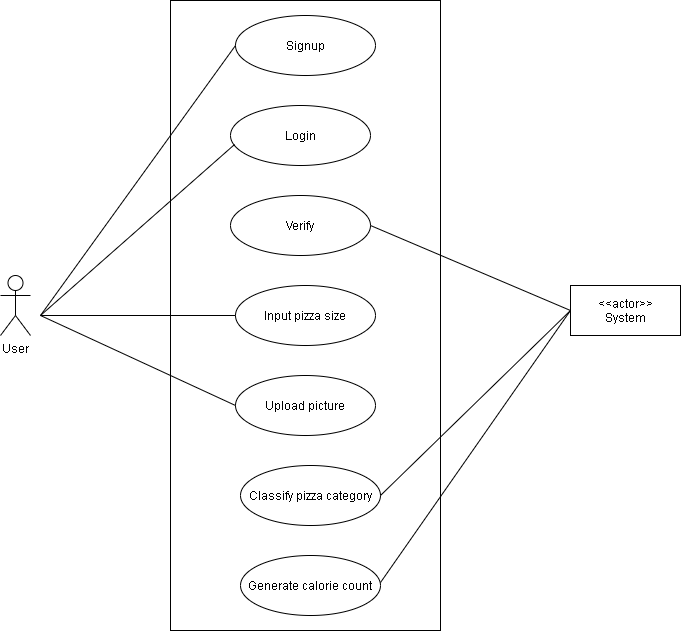 Signup
Login
Verify
<<actor>>
System
Input pizza size
User
Upload picture
Classify pizza category
Generate calorie count